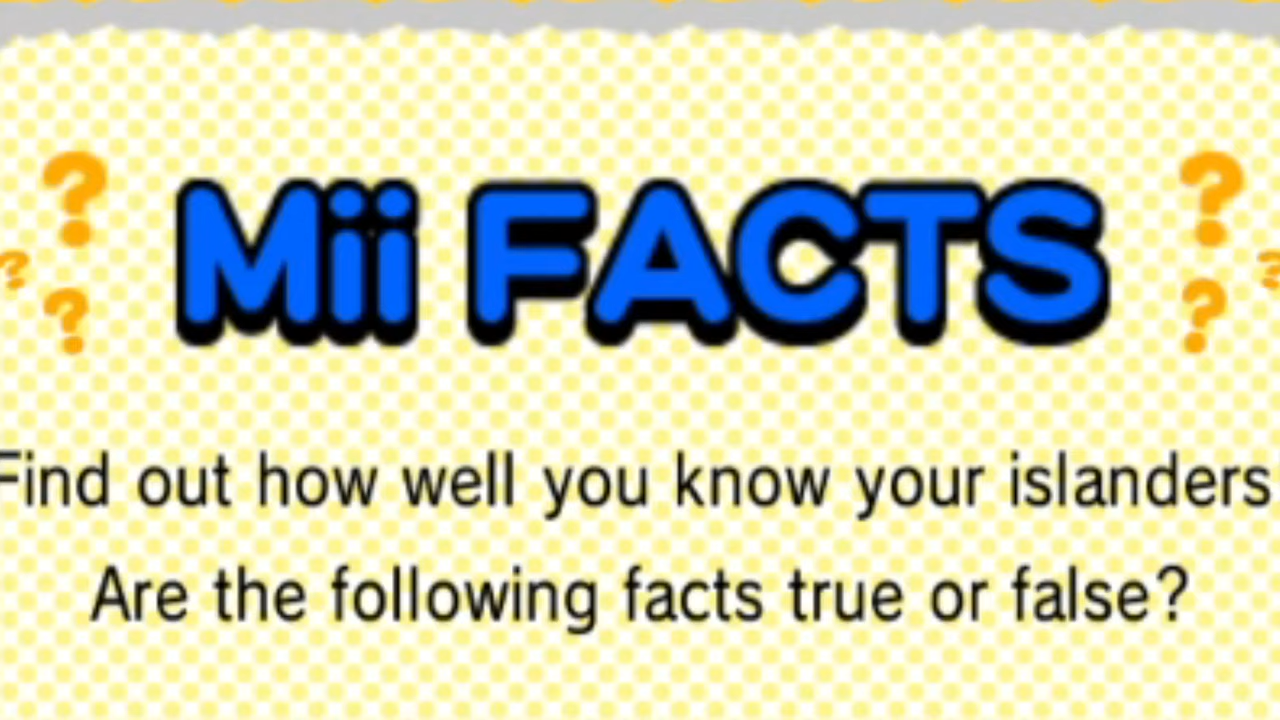 Mii FACTS
Find out how well you know your islanders
Are the following facts true or false?